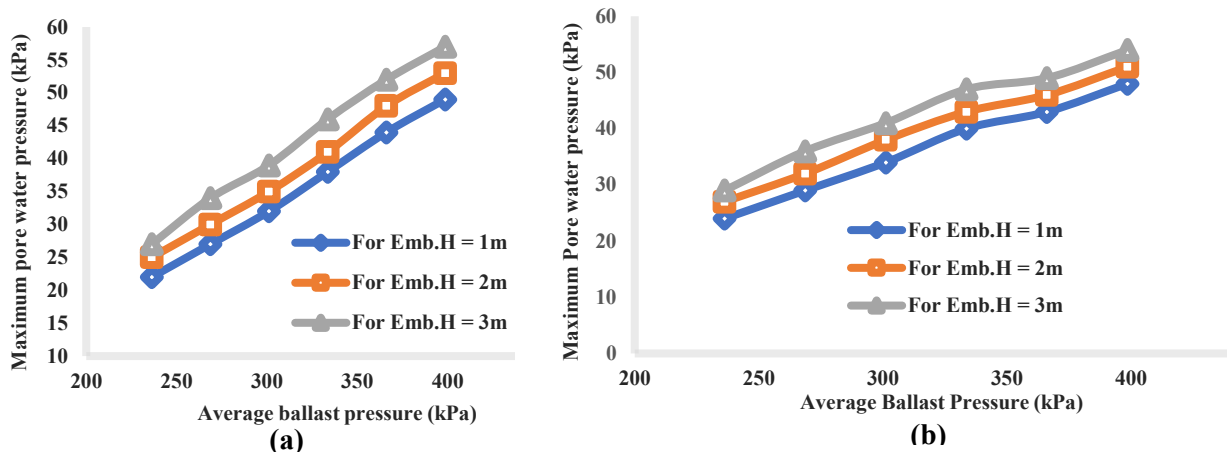 Maximum pore water pressure (kPa)
60
55
50
45
40
35
30
25
20
15
10
200
250
300
350
400
Average ballast pressure (kPa)
For Emb.H = 1m
For Emb.H = 2m
For Emb.H = 3m
(a)
Maximum Pore water pressure (kPa)
60
50
40
30
20
10
0
200
250
300
350
400
Average Ballast Pressure (kPa)
For Emb.H = 1m
For Emb.H = 2m
For Emb.H = 3m
(b)